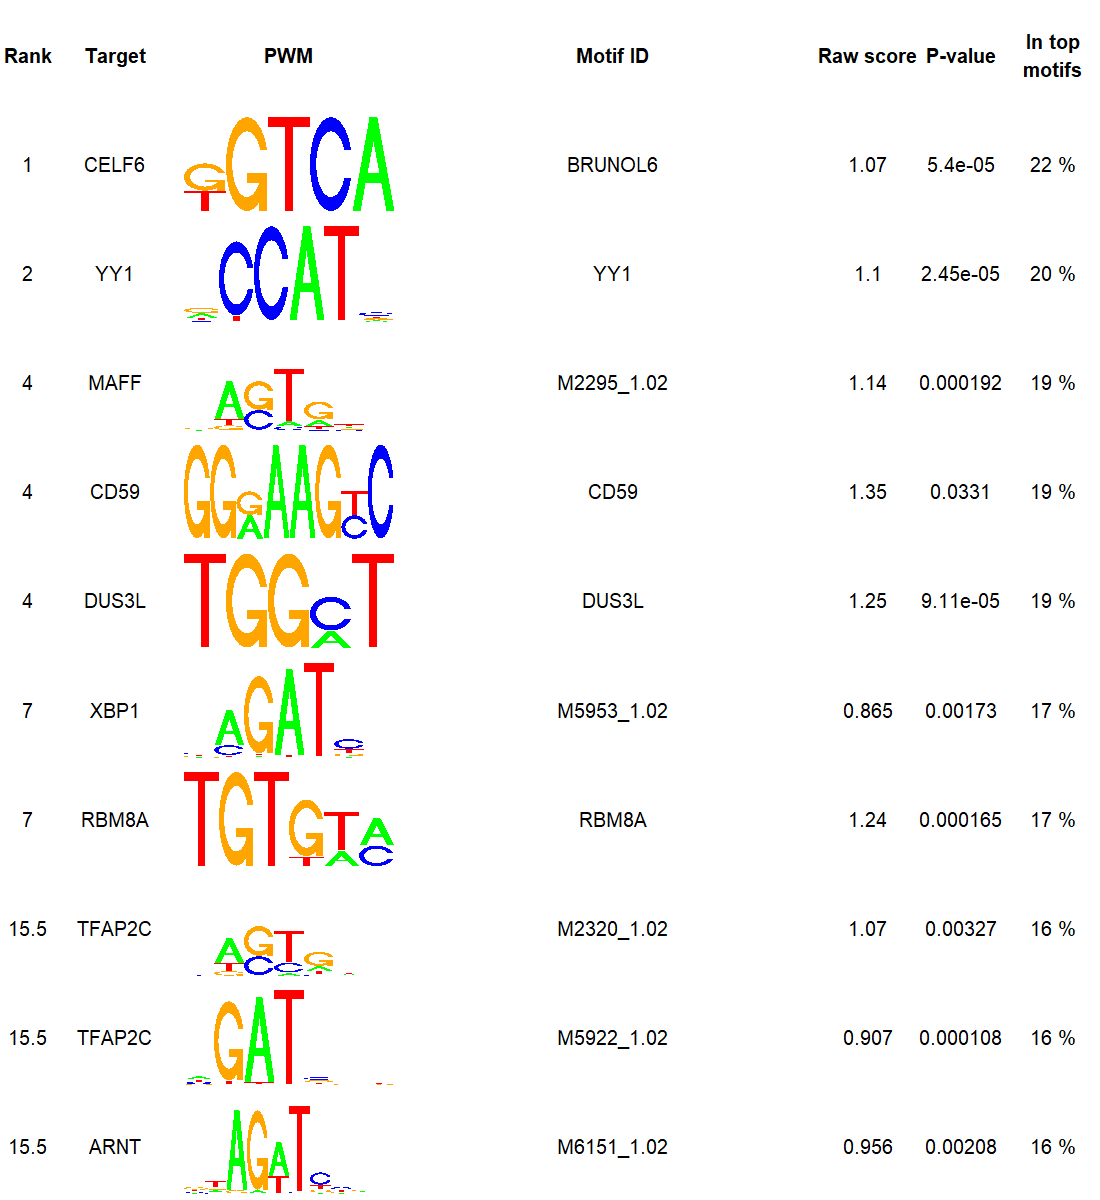 Rank Target PWM Motif ID Raw score P-value In top motifs
1 CELF6 GGTCA BRUNOL6 1.07 5.4e-05 22 %
2 YY1 CCAT YY1 1.1 2.45e-05 20 %
4 MAFF AGTG M2295_1.02 1.14 0.000192 19 %
4 CD59 GGGAAGTC CD59 1.35 0.0331 19 %
4 DUS3L TGGCT DUS3L 1.25 9.11e-05 19 %
7 XBP1 AGATC M5953_1.02 0.865 0.00173 17 %
7 RBM8A TGTGTA RBM8A 1.24 0.000165 17 %
15.5 TFAP2C AGTG M2320_1.02 1.07 0.00327 16 %
15.5 TFAP2C GAT M5922_1.02 0.907 0.000108 16 %
15.5 ARNT AGATC M6151_1.02 0.956 0.00208 16 %